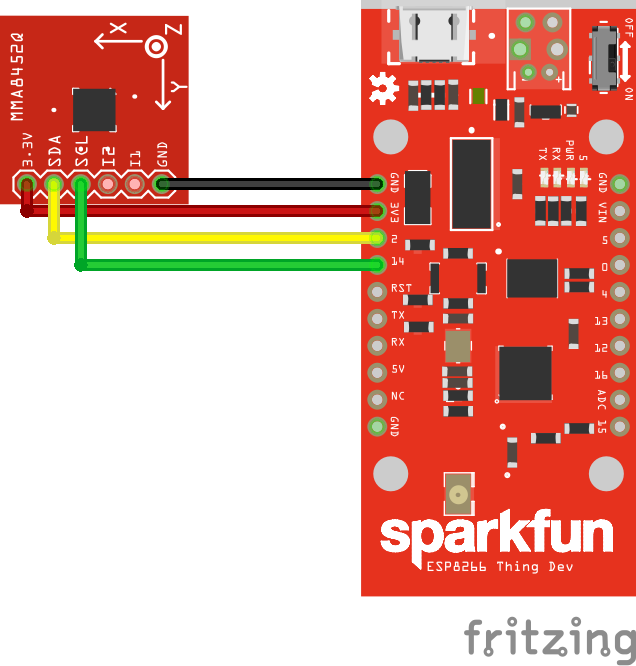 MMA8452Q
X
Z
Y
3.3V
SDA
SCL
I2
I1
GND
OFF
ON
- +
TX
RX
PWR
5
GND
3V3
2
14
RST
TX
RX
5V
NC
GND
GND
VIN
5
0
4
13
12
16
ADC
15
sparkfun
ESP8266 Thing Dev
fritzing